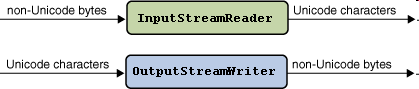 non-Unicode bytes InputStreamReader Unicode characters
Unicode characters OutputStreamWriter non-Unicode bytes